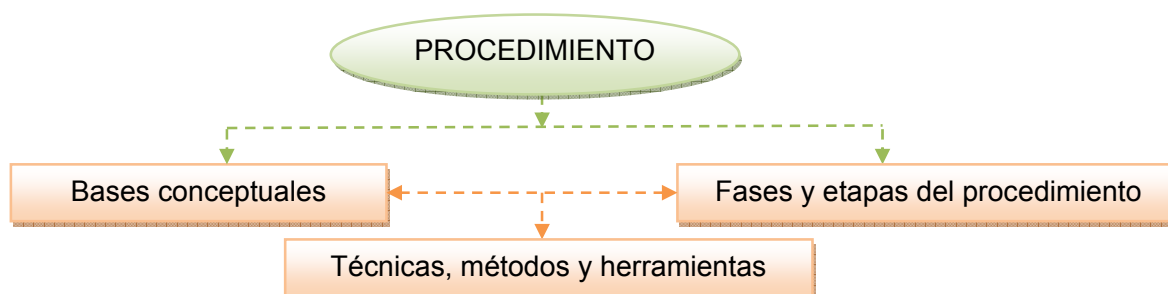 PROCEDIMIENTO
Bases conceptuales
Fases y etapas del procedimiento
Técnicas, métodos y herramientas